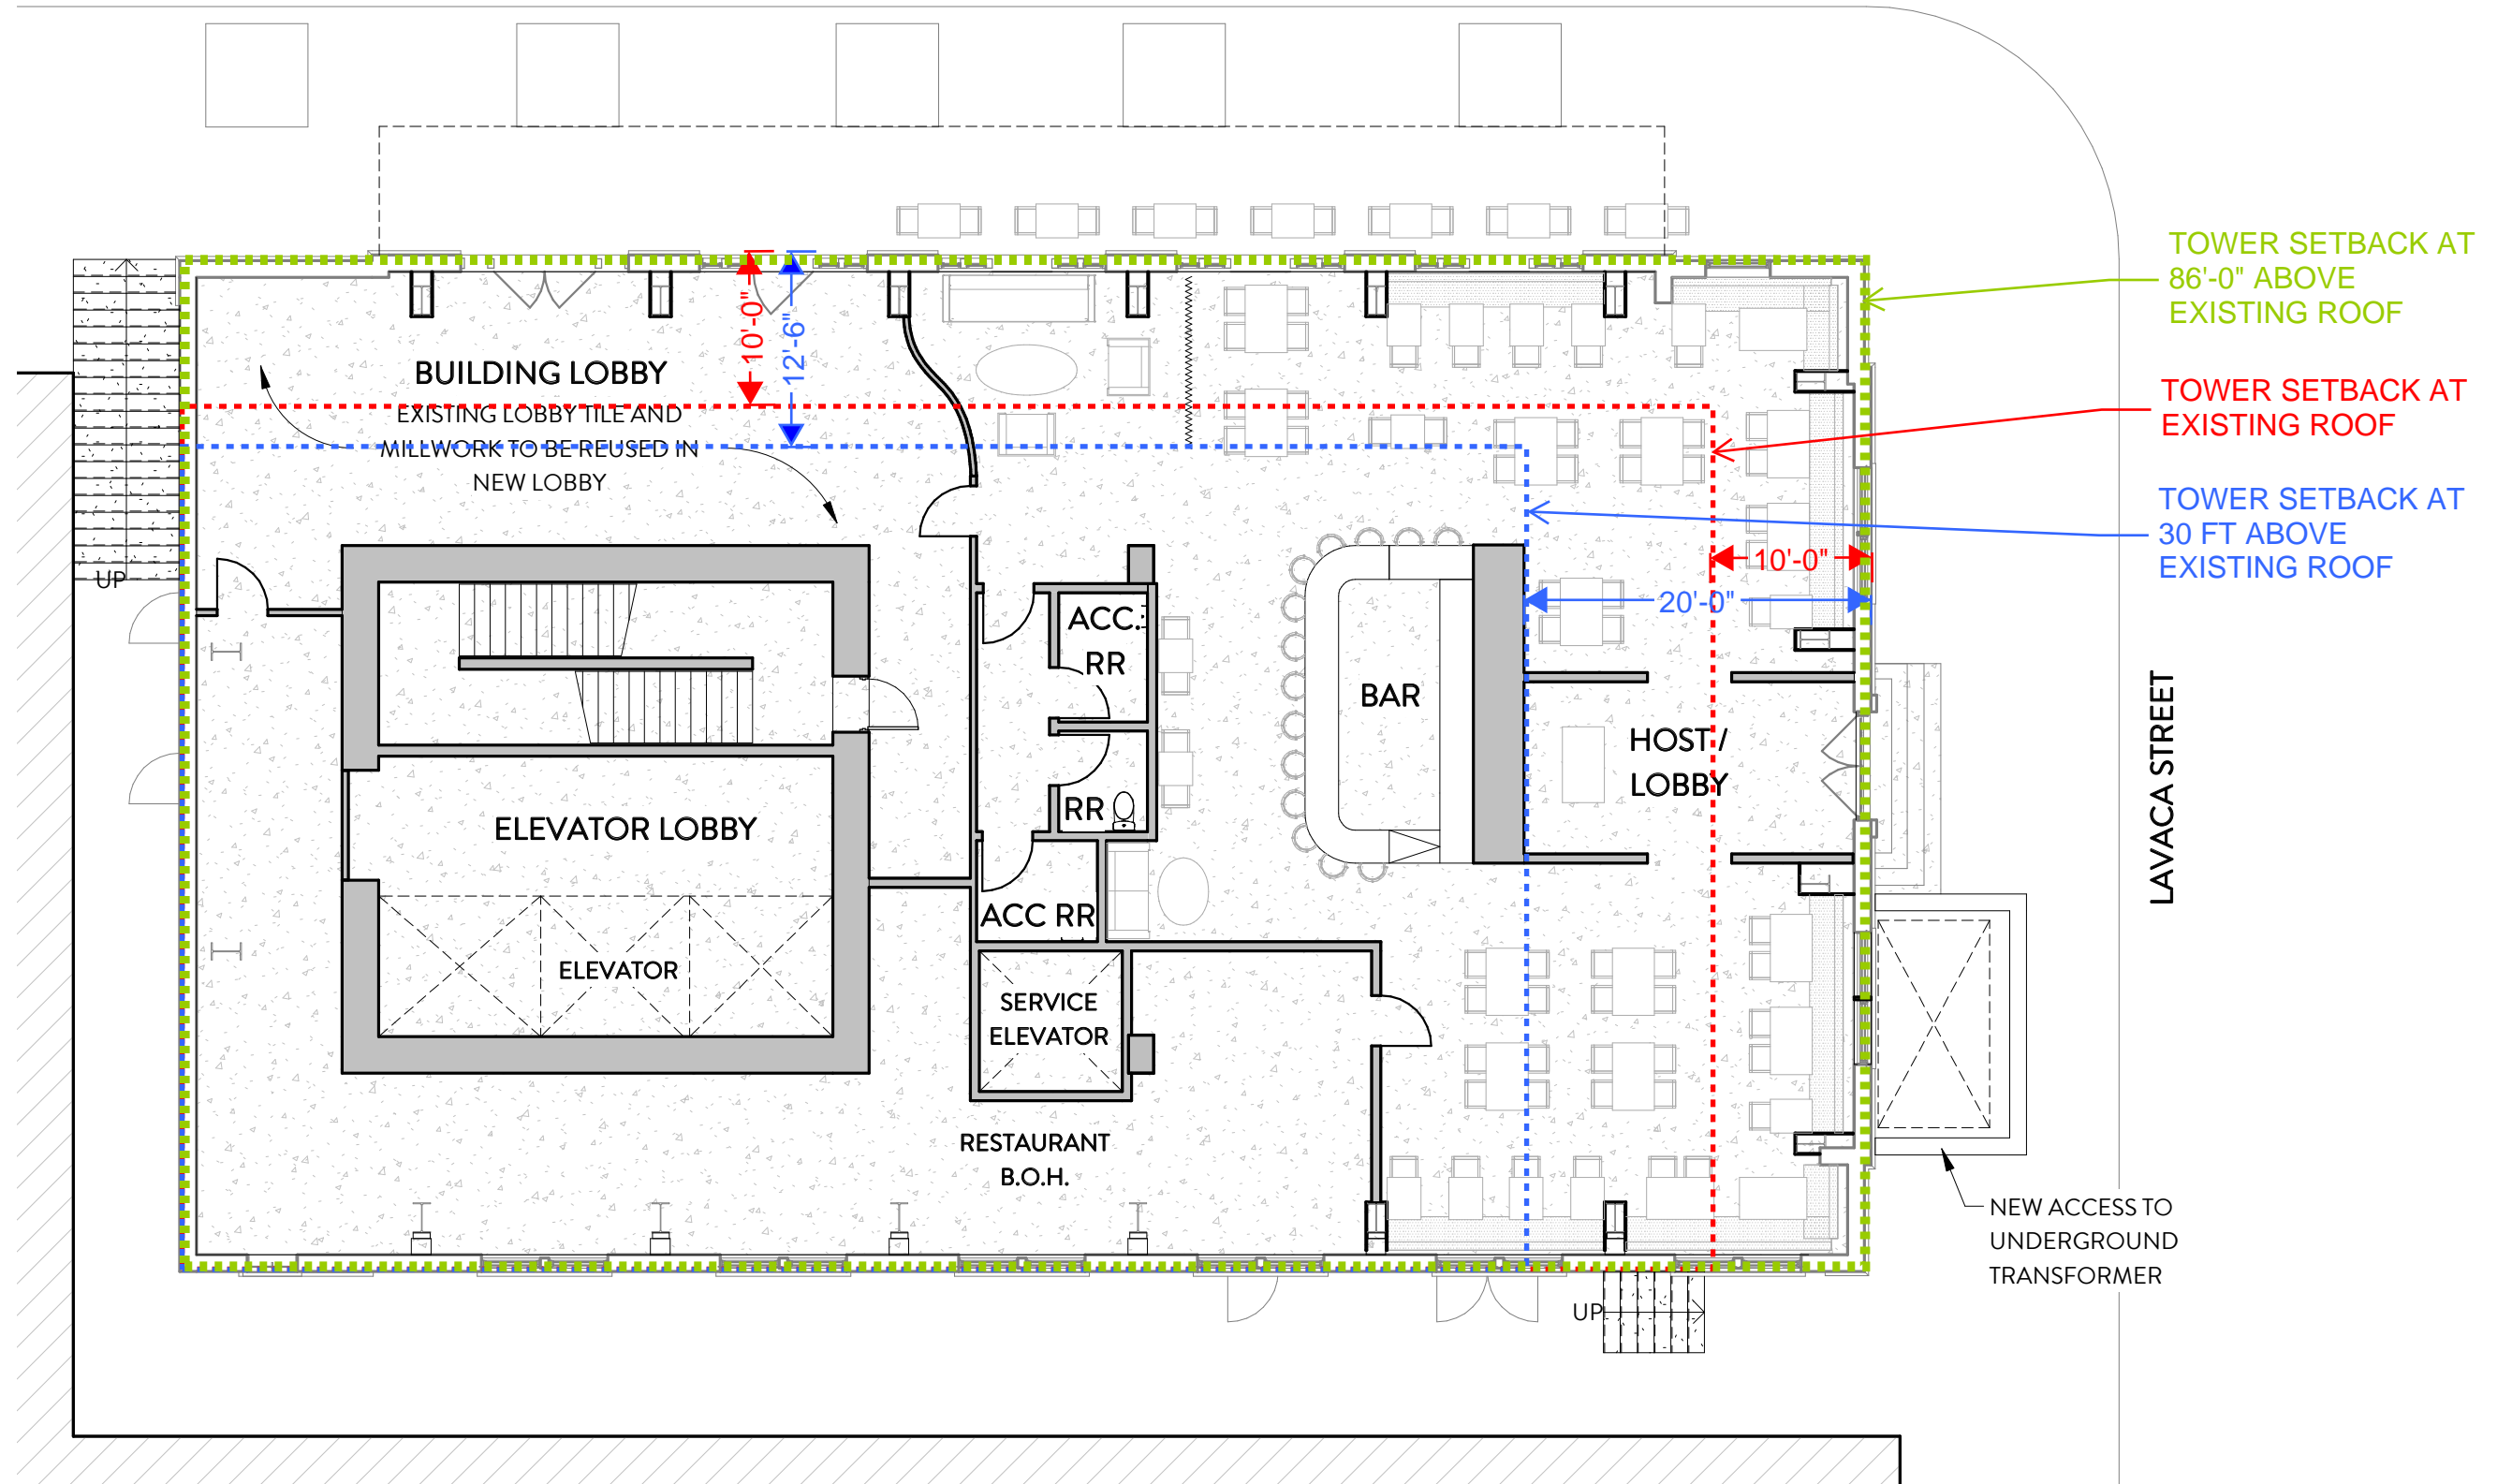 TOWER SETBACK AT
86'-0" ABOVE
EXISTING ROOF
TOWER SETBACK AT
EXISTING ROOF
TOWER SETBACK AT
30 FT ABOVE
EXISTING ROOF
10'-0"
12'-6"
BUILDING LOBBY
EXISTING LOBBY TILE AND
MILLWORK TO BE REUSED IN
NEW LOBBY
UP
10'-0"
20'-0"
ACC.
RR
BAR
HOST /
LOBBY
LAVACA STREET
RR
ELEVATOR LOBBY
ACC RR
ELEVATOR
SERVICE
ELEVATOR
RESTAURANT
B.O.H.
NEW ACCESS TO
UNDERGROUND
TRANSFORMER
UP